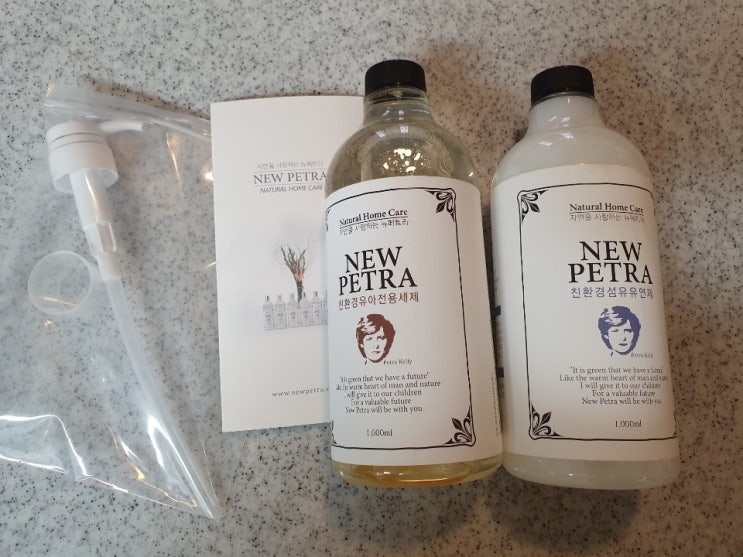 자연을 사랑하는 뉴페트라
NEW PETRA
NATURAL HOME CARE
www.newpetra.c
Natural Home Care
자연을 사랑하는 뉴페트라
NEW
PETRA
친환경유아전용세제
Petra Kelly
"It is green that we have a future"
Like the warm heart of man and nature
I will give it to our children
For a valuable future
New Petra will be with you
1,000ml
Natural Home Care
자연을 사랑하는 뉴페트라
NEW
PETRA
친환경섬유유연제
Petra Kelly
"It is green that we have a future"
Like the warm heart of man and nature
I will give it to our children
For a valuable future
New Petra will be with you
1,000ml